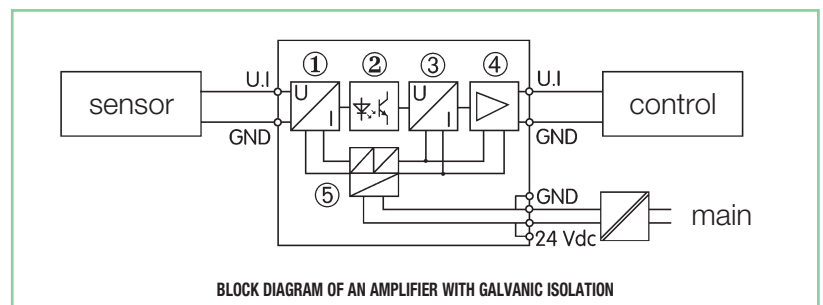 ① ② ③ ④
U.I U I U I U.I
sensor control
GND GND
⑤
GND
main
24 Vdc
BLOCK DIAGRAM OF AN AMPLIFIER WITH GALVANIC ISOLATION